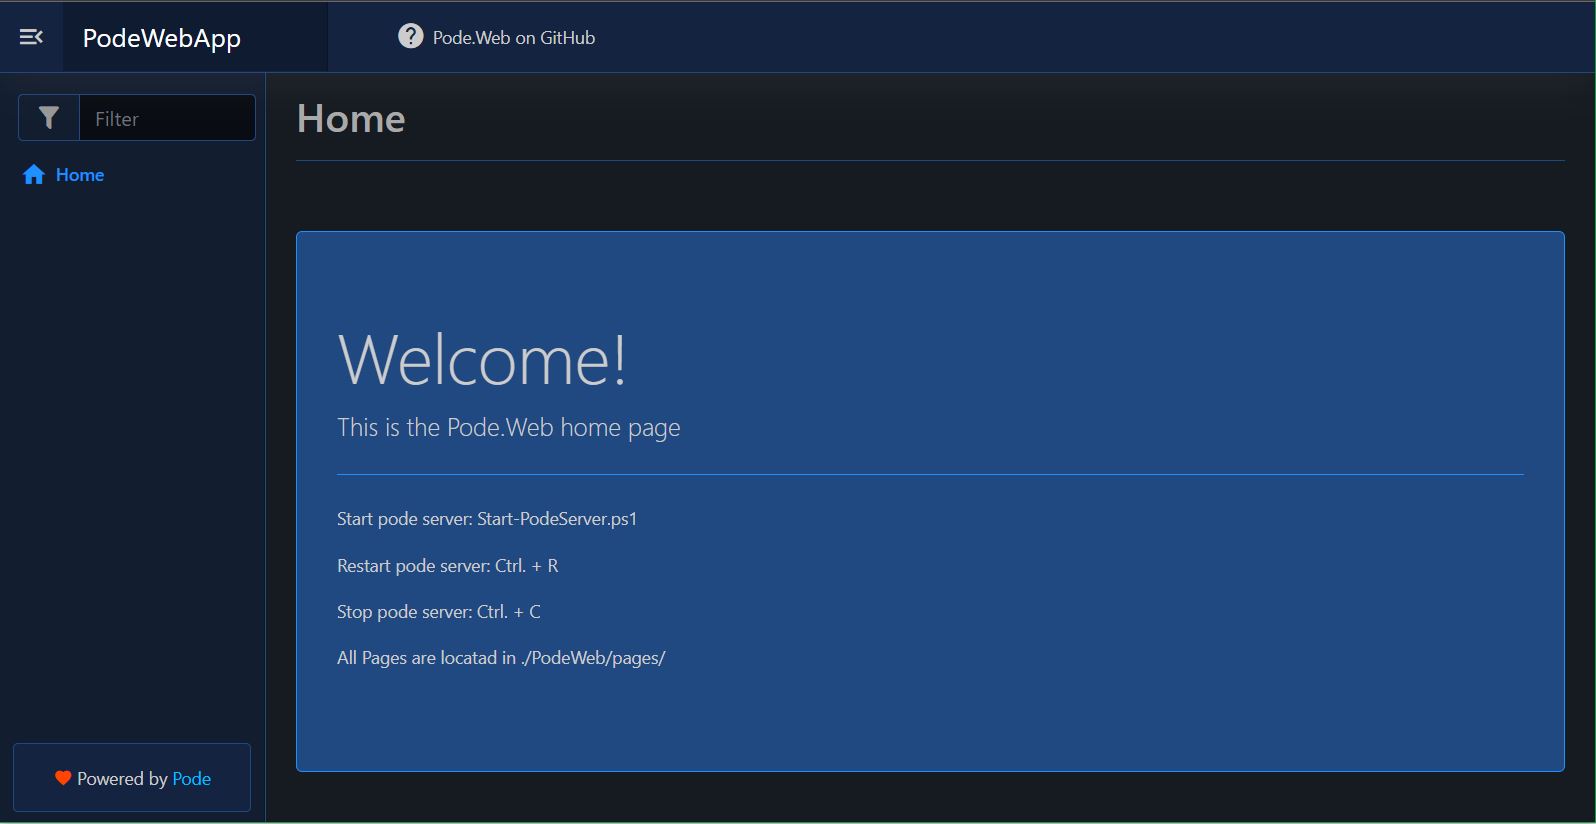 PodeWebApp
Pode.Web on GitHub
Filter
Home
Home
Welcome!
This is the Pode.Web home page
Start pode server: Start-PodeServer.ps1
Restart pode server: Ctrl. + R
Stop pode server: Ctrl. + C
All Pages are locatad in ./PodeWeb/pages/
Powered by Pode